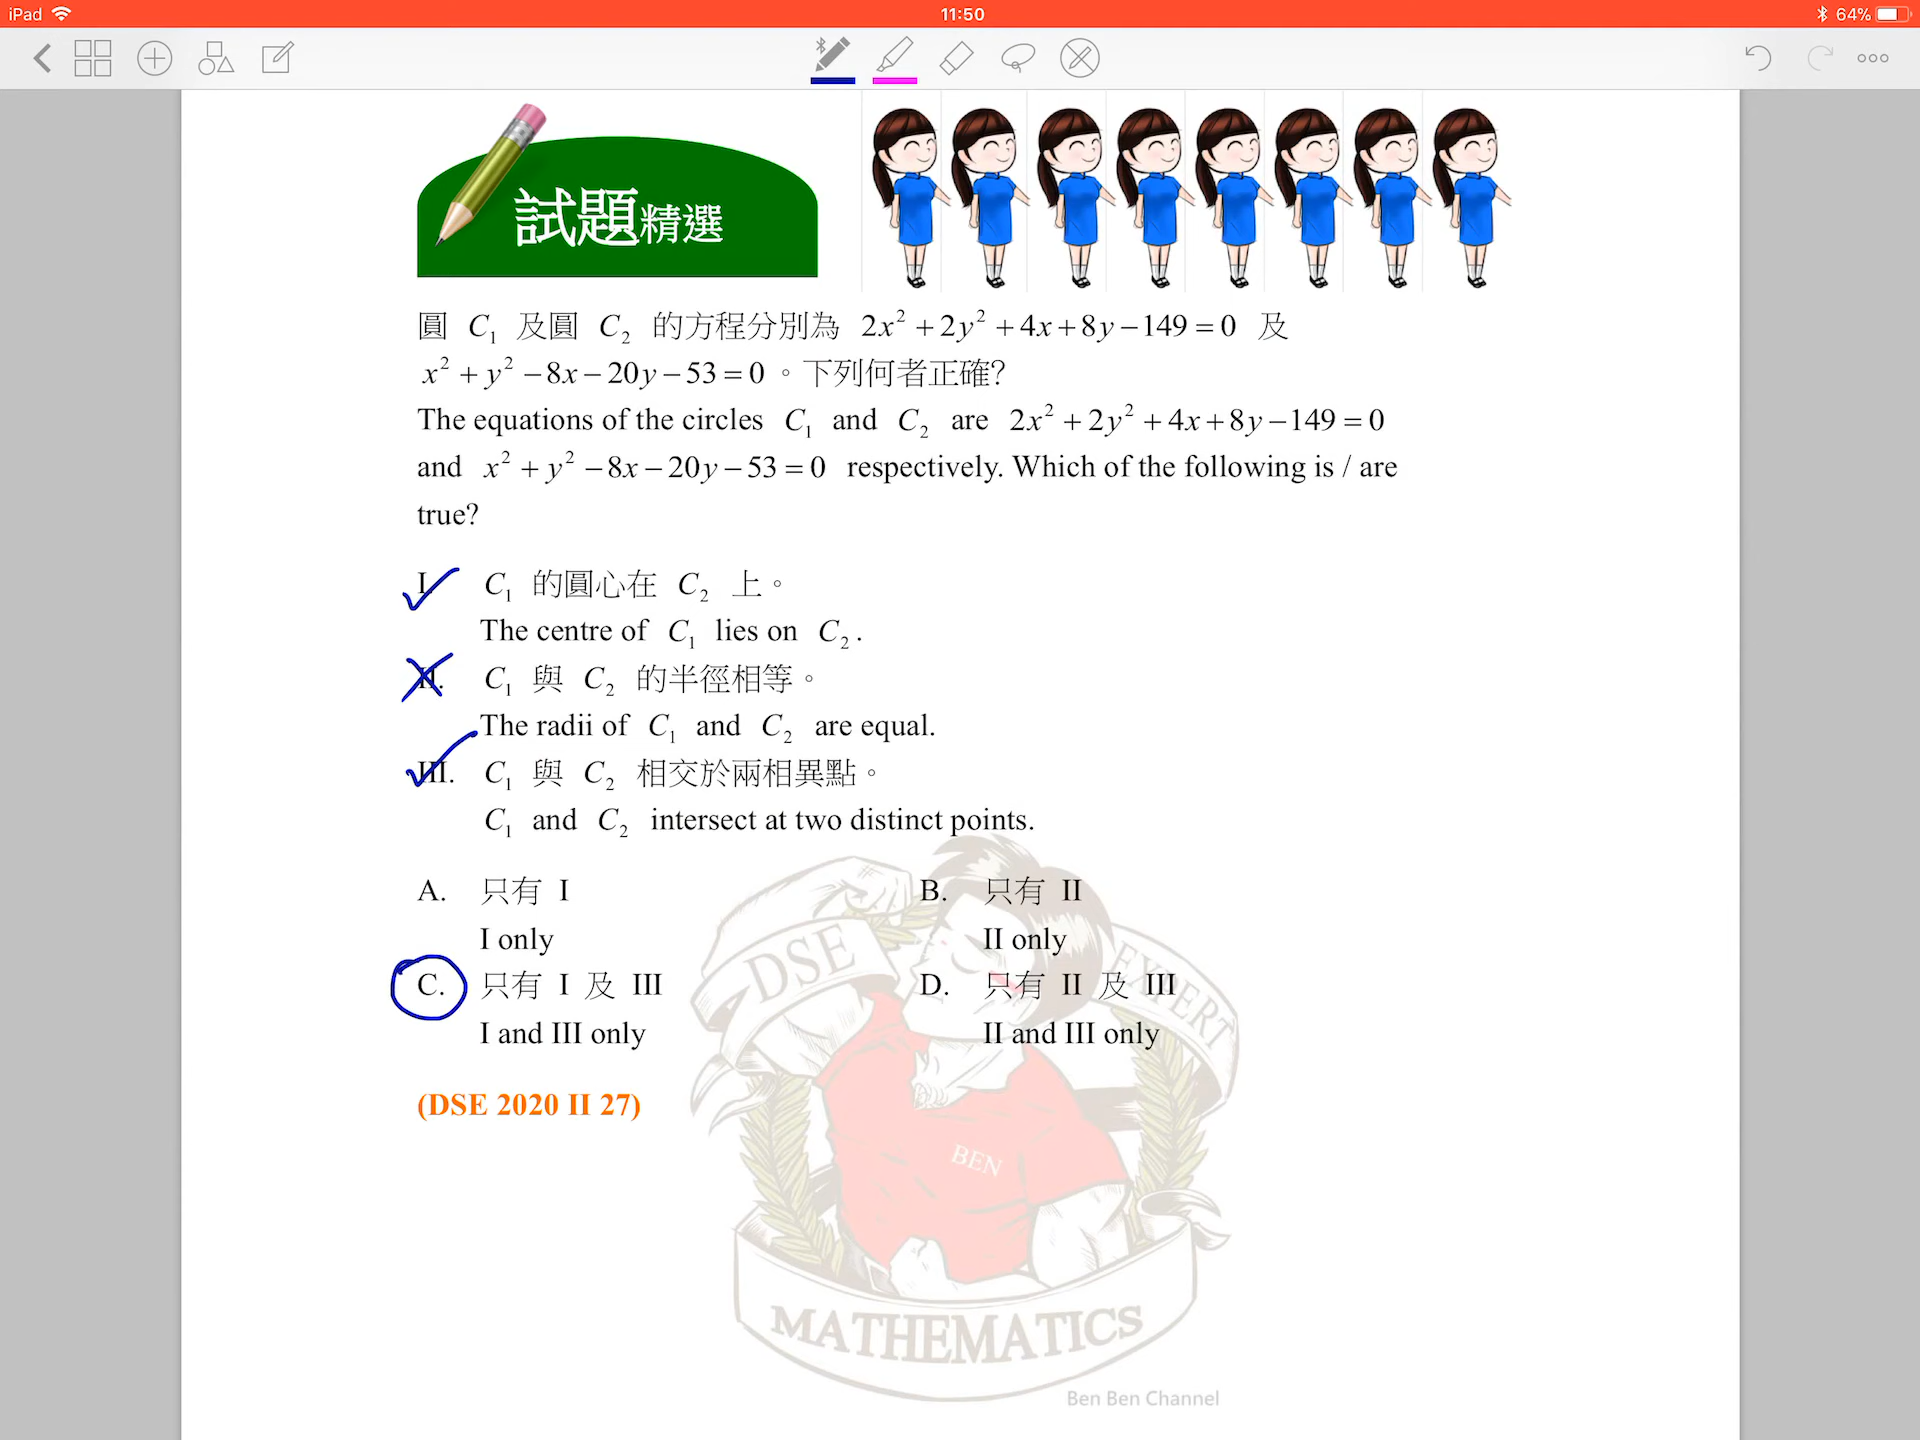 iPad 11:50 64%
試題精選
圓 C₁ 及圓 C₂ 的方程分別為 2x² + 2y² + 4x + 8y − 149 = 0 及
x² + y² − 8x − 20y − 53 = 0 。下列何者正確?
The equations of the circles C₁ and C₂ are 2x² + 2y² + 4x + 8y − 149 = 0
and x² + y² − 8x − 20y − 53 = 0 respectively. Which of the following is / are
true?
I. C₁ 的圓心在 C₂ 上。
The centre of C₁ lies on C₂.
II. C₁ 與 C₂ 的半徑相等。
The radii of C₁ and C₂ are equal.
III. C₁ 與 C₂ 相交於兩相異點。
C₁ and C₂ intersect at two distinct points.
A. 只有 I B. 只有 II
I only II only
C. 只有 I 及 III D. 只有 II 及 III
I and III only II and III only
(DSE 2020 II 27)
DSE EXPERT
BEN
MATHEMATICS
Ben Ben Channel